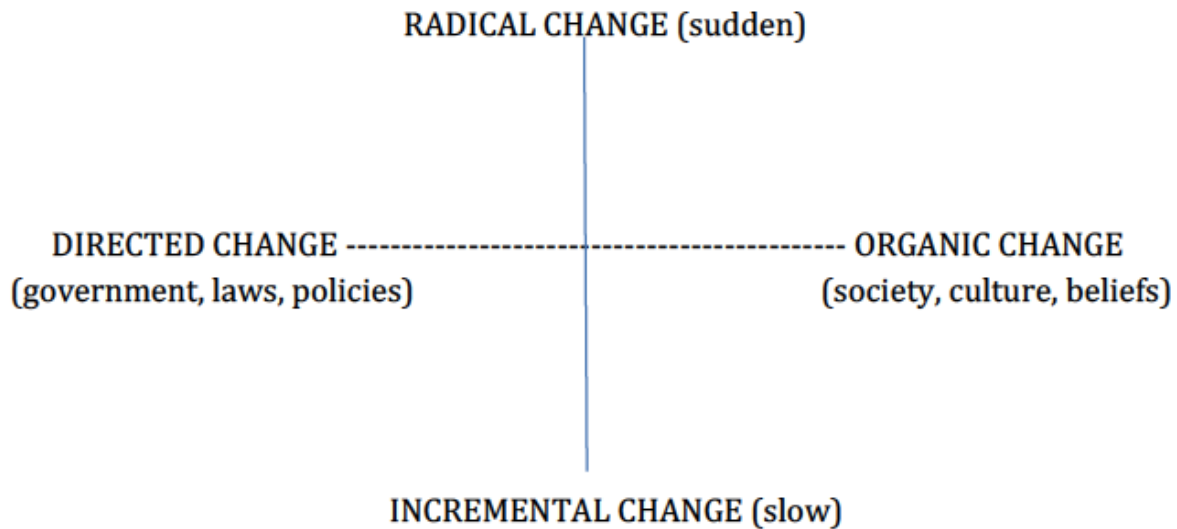 RADICAL CHANGE (sudden)
DIRECTED CHANGE --------------------------------------------- ORGANIC CHANGE
(government, laws, policies) (society, culture, beliefs)
INCREMENTAL CHANGE (slow)